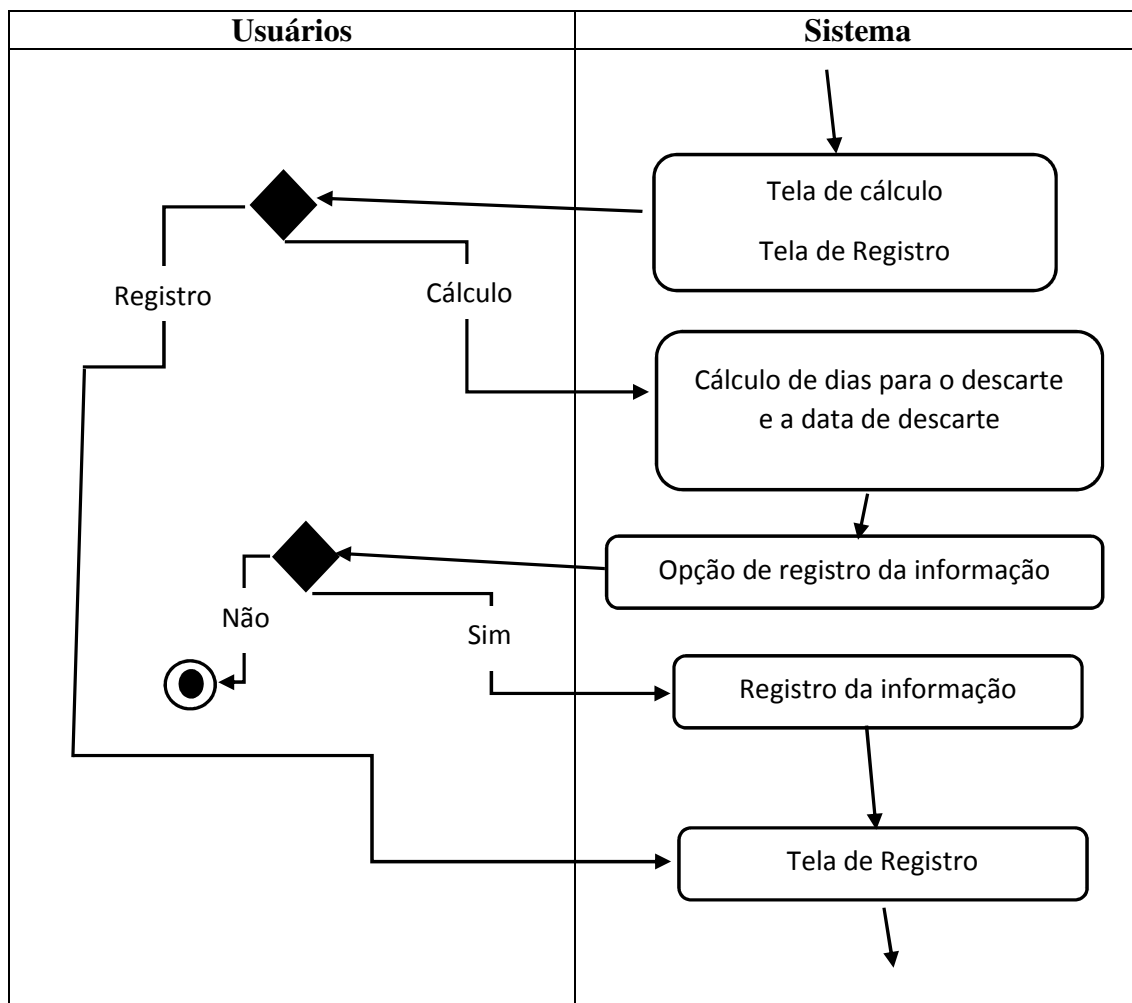 Usuários
Sistema
Tela de cálculo
Tela de Registro
Registro
Cálculo
Cálculo de dias para o descarte
e a data de descarte
Opção de registro da informação
Não
Sim
Registro da informação
Tela de Registro